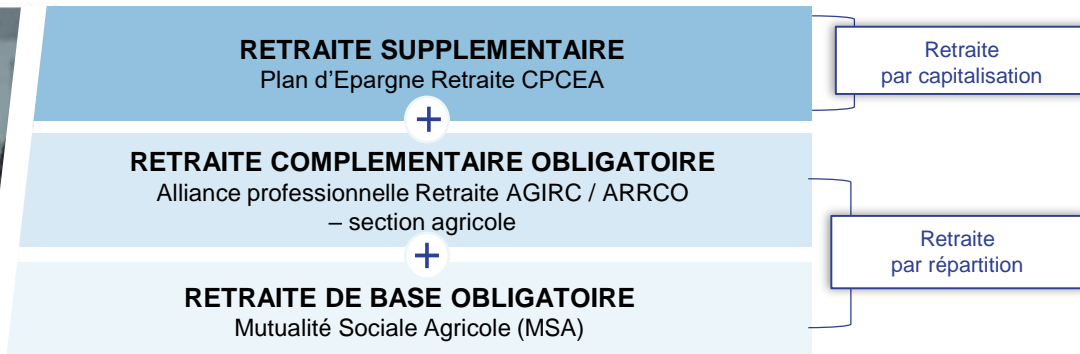 RETRAITE SUPPLEMENTAIRE
Plan d'Epargne Retraite CPCEA
Retraite
par capitalisation
+
RETRAITE COMPLEMENTAIRE OBLIGATOIRE
Alliance professionnelle Retraite AGIRC / ARRCO
– section agricole
Retraite
par répartition
+
RETRAITE DE BASE OBLIGATOIRE
Mutualité Sociale Agricole (MSA)